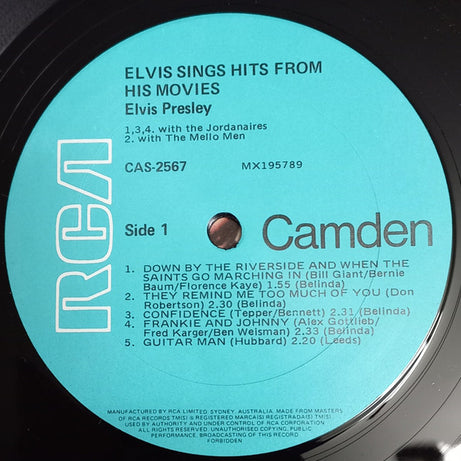 RCA
ELVIS SINGS HITS FROM
HIS MOVIES
Elvis Presley
1,3,4. with the Jordanaires
2. with The Mello Men
CAS-2567 MX195789
Side 1
Camden
1. DOWN BY THE RIVERSIDE AND WHEN THE
SAINTS GO MARCHING IN (Bill Giant/Bernie
Baum/Florence Kaye) 1.55 (Belinda)
2. THEY REMIND ME TOO MUCH OF YOU (Don
Robertson) 2.30 (Belinda)
3. CONFIDENCE (Tepper/Bennett) 2.31 (Belinda)
4. FRANKIE AND JOHNNY (Alex Gottlieb/
Fred Karger/Ben Weisman) 2.33 (Belinda)
5. GUITAR MAN (Hubbard) 2.20 (Leeds)
MANUFACTURED BY RCA LIMITED, SYDNEY, AUSTRALIA. MADE FROM MASTERS
OF RCA RECORDS TM(S) & REGISTERED MARCA(S) REGISTRADA(S) TM(S)
USED BY AUTHORITY AND UNDER CONTROL OF RCA CORPORATION
ALL RIGHTS RESERVED. UNAUTHORISED COPYING, PUBLIC
PERFORMANCE, BROADCASTING OF THIS RECORD
FORBIDDEN